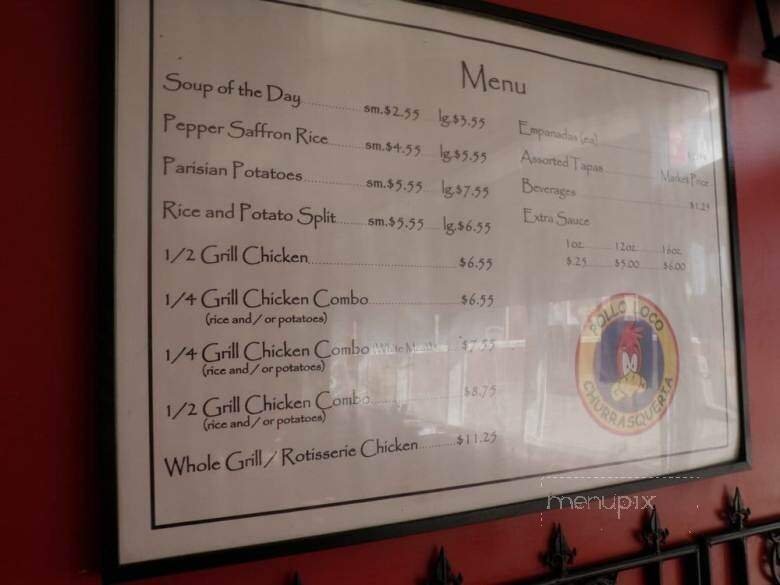 Menu
Soup of the Day sm.$2.55 lg.$3.55
Pepper Saffron Rice sm.$4.55 lg.$5.55
Parisian Potatoes sm.$5.55 lg.$7.55
Rice and Potato Split sm.$5.55 lg.$6.55
1/2 Grill Chicken $6.55
1/4 Grill Chicken Combo $6.55
(rice and/or potatoes)
1/4 Grill Chicken Combo (White Meat)
(rice and/or potatoes)
1/2 Grill Chicken Combo $8.75
(rice and/or potatoes)
Whole Grill/Rotisserie Chicken $11.25
Empanadas (ea)
Assorted Tapas Market Price
Beverages $1.25
Extra Sauce
1oz. 12oz. 16oz.
$.25 $5.00 $6.00
POLLO LOCO
CHURRASQUERIA
menupix